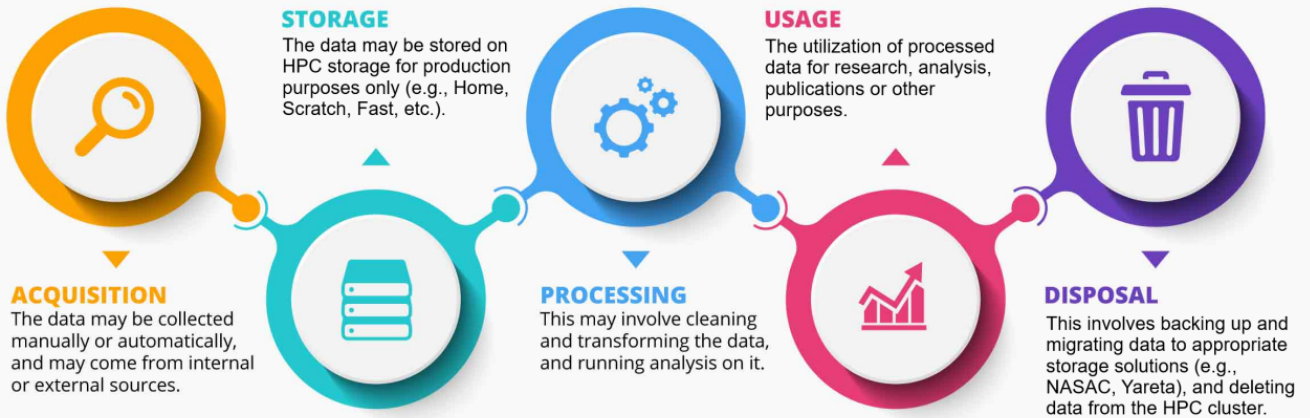 ACQUISITION
The data may be collected
manually or automatically,
and may come from internal
or external sources.
STORAGE
The data may be stored on
HPC storage for production
purposes only (e.g., Home,
Scratch, Fast, etc.).
PROCESSING
This may involve cleaning
and transforming the data,
and running analysis on it.
USAGE
The utilization of processed
data for research, analysis,
publications or other
purposes.
DISPOSAL
This involves backing up and
migrating data to appropriate
storage solutions (e.g.,
NASAC, Yareta), and deleting
data from the HPC cluster.